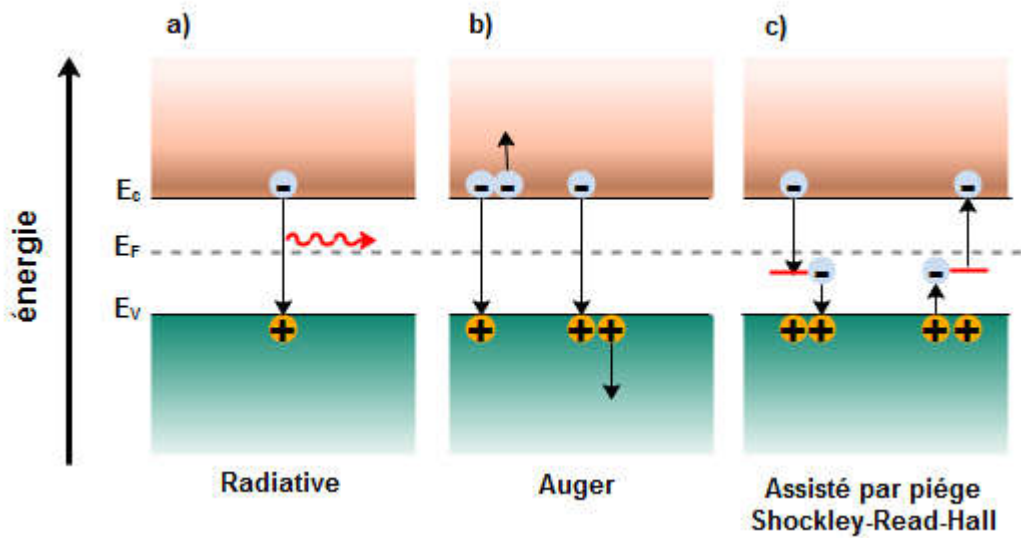 a)
b)
c)
énergie
Ec
EF
EV
Radiative
Auger
Assisté par piége
Shockley-Read-Hall